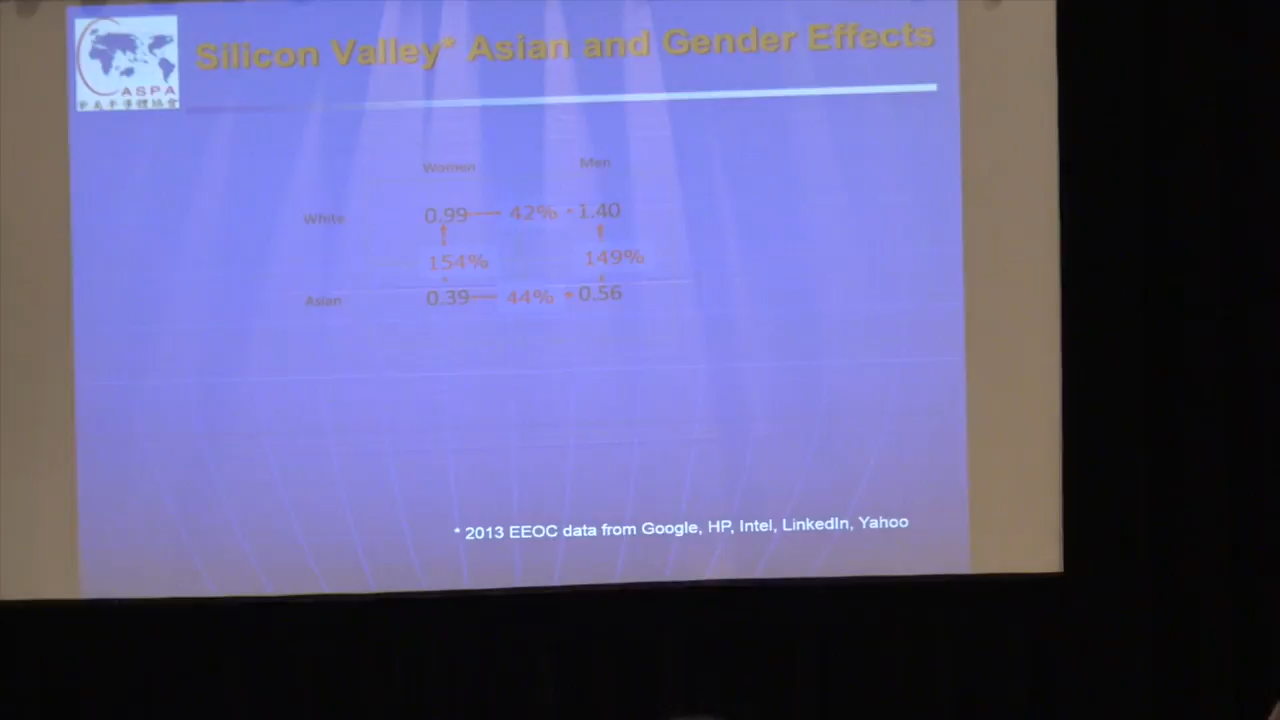 Silicon Valley* Asian and Gender Effects
ASPA
Women Men
White 0.99 42% 1.40
154% 149%
Asian 0.39 44% 0.56
* 2013 EEOC data from Google, HP, Intel, LinkedIn, Yahoo